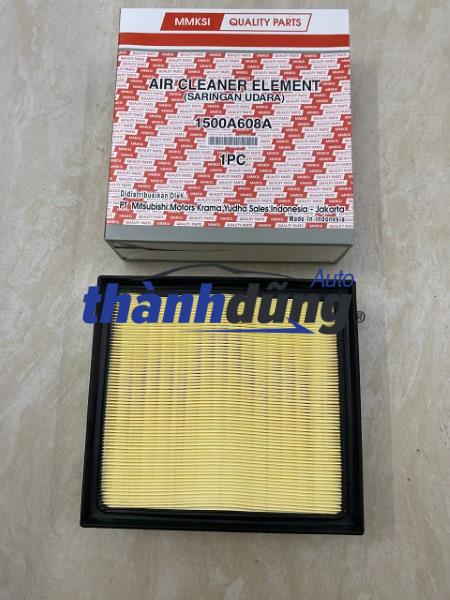 MMKSI QUALITY PARTS
AIR CLEANER ELEMENT
(SARINGAN UDARA)
1500A608A
1PC
Didistribusikan Oleh:
PT Mitsubishi Motors Krama Yudha Sales Indonesia - Jakarta
Made In Indonesia
Auto
thànhdũng®